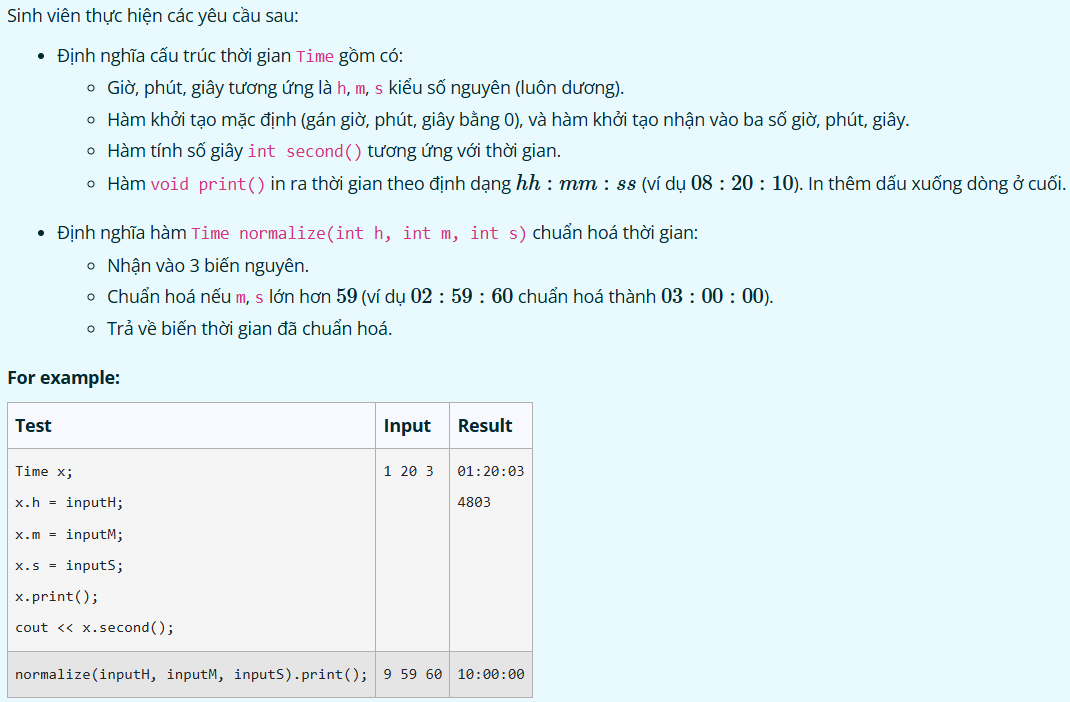 Sinh viên thực hiện các yêu cầu sau:
• Định nghĩa cấu trúc thời gian Time gồm có:
◦ Giờ, phút, giây tương ứng là h, m, s kiểu số nguyên (luôn dương).
◦ Hàm khởi tạo mặc định (gán giờ, phút, giây bằng 0), và hàm khởi tạo nhận vào ba số giờ, phút, giây.
◦ Hàm tính số giây int second() tương ứng với thời gian.
◦ Hàm void print() in ra thời gian theo định dạng hh : mm : ss (ví dụ 08 : 20 : 10). In thêm dấu xuống dòng ở cuối.
• Định nghĩa hàm Time normalize(int h, int m, int s) chuẩn hoá thời gian:
◦ Nhận vào 3 biến nguyên.
◦ Chuẩn hoá nếu m, s lớn hơn 59 (ví dụ 02 : 59 : 60 chuẩn hoá thành 03 : 00 : 00).
◦ Trả về biến thời gian đã chuẩn hoá.
For example:
Test Input Result
Time x; 1 20 3 01:20:03
x.h = inputH; 4803
x.m = inputM;
x.s = inputS;
x.print();
cout << x.second();
normalize(inputH, inputM, inputS).print(); 9 59 60 10:00:00